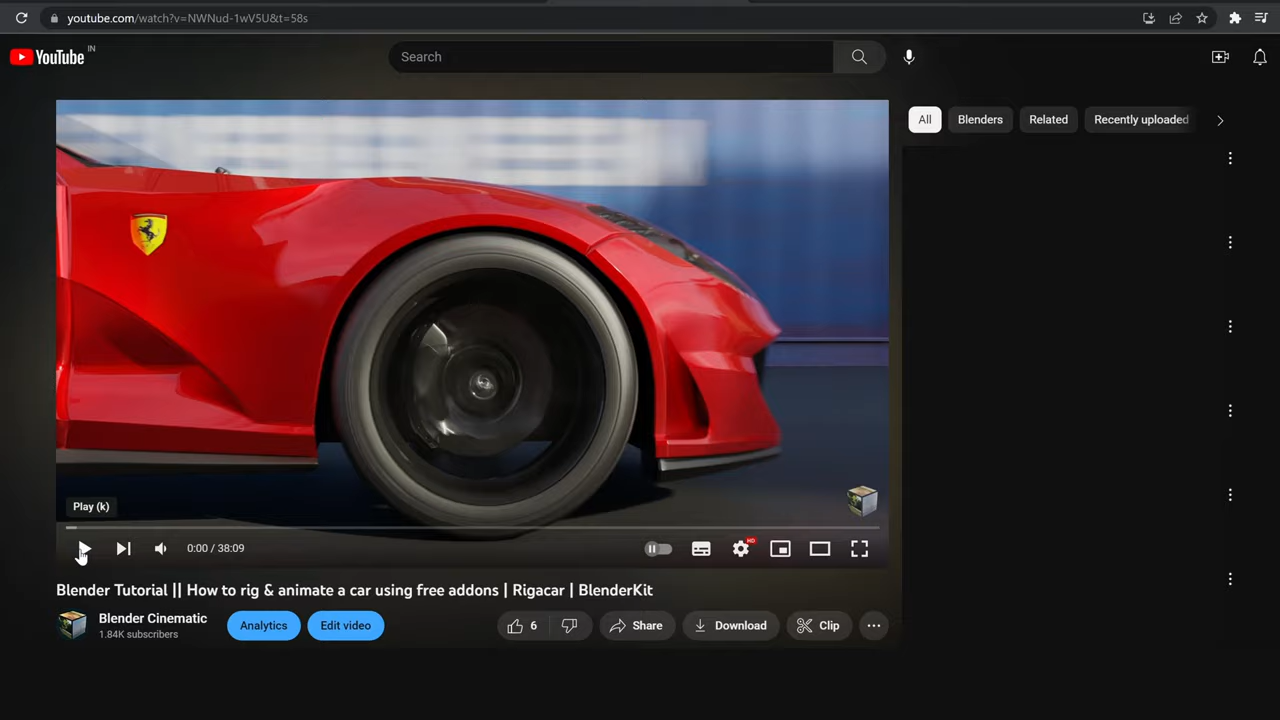 youtube.com/watch?v=NWNud-1wV5U&t=58s
YouTube IN
Search
All Blenders Related Recently uploaded
Play (k)
0:00 / 38:09
HD
Blender Tutorial || How to rig & animate a car using free addons | Rigacar | BlenderKit
Blender Cinematic
1.84K subscribers
Analytics Edit video 6 Share Download Clip